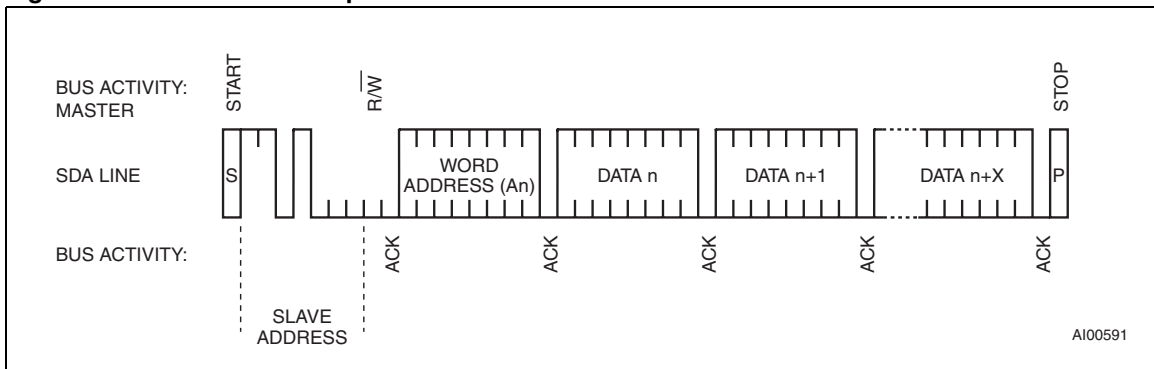 BUS ACTIVITY:
MASTER
START
R/W
STOP
SDA LINE
S
WORD
ADDRESS (An)
DATA n
DATA n+1
DATA n+X
P
BUS ACTIVITY:
ACK
ACK
ACK
ACK
ACK
SLAVE
ADDRESS
AI00591